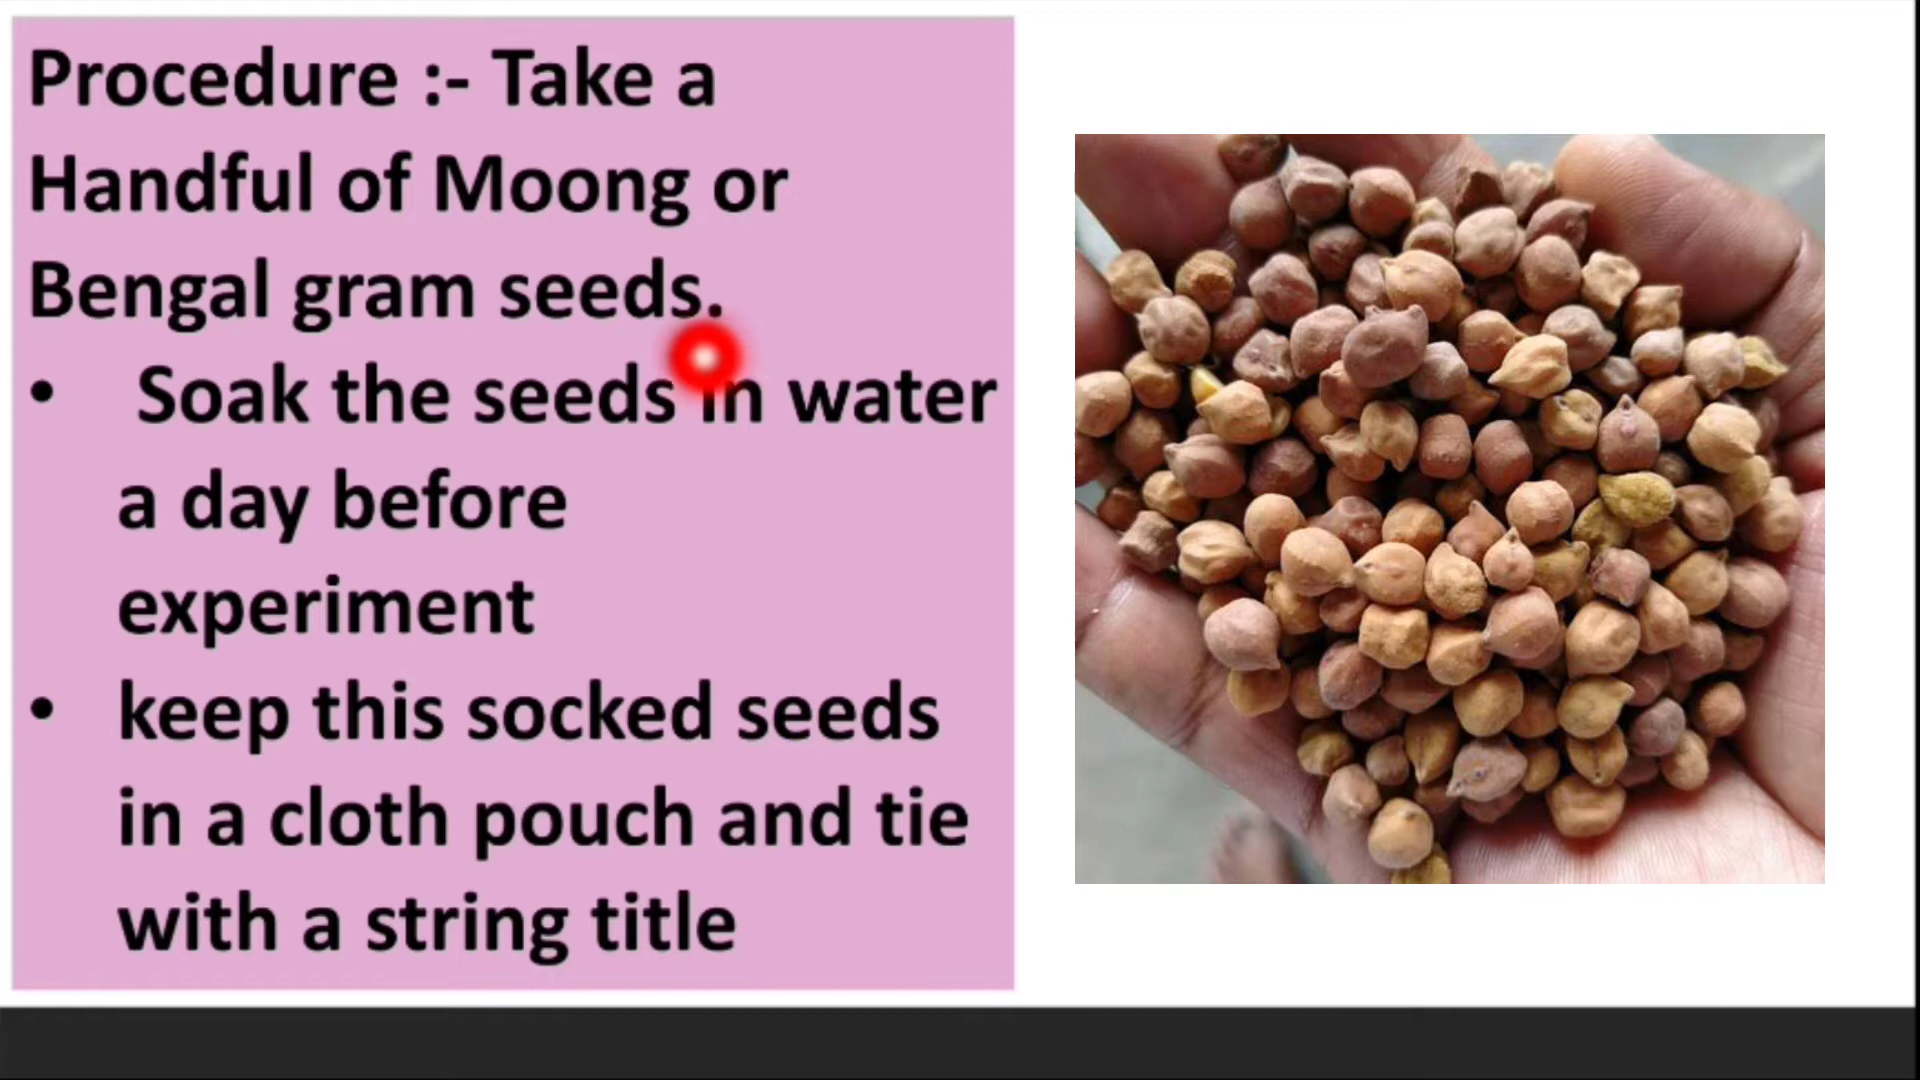 Procedure :- Take a
Handful of Moong or
Bengal gram seeds.
• Soak the seeds in water
a day before
experiment
• keep this socked seeds
in a cloth pouch and tie
with a string title